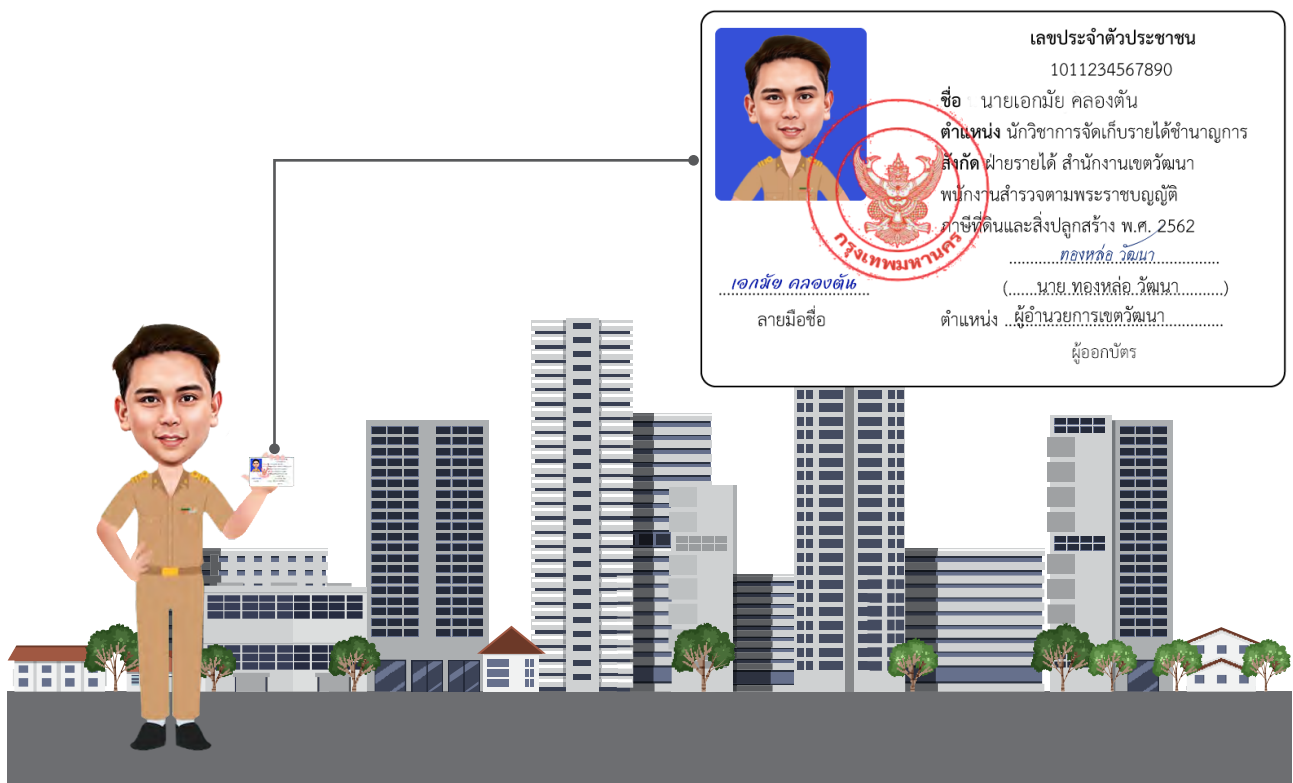 เลขประจำตัวประชาชน
1011234567890
ชื่อ นายเอกมัย คลองตัน
ตำแหน่ง นักวิชาการจัดเก็บรายได้ชำนาญการ
สังกัด ฝ่ายรายได้ สำนักงานเขตวัฒนา
พนักงานสำรวจตามพระราชบัญญัติ
ภาษีที่ดินและสิ่งปลูกสร้าง พ.ศ. 2562
กรุงเทพมหานคร
ทองหล่อ วัฒนา
เอกมัย คลองตัน
(......นาย ทองหล่อ วัฒนา...........)
ลายมือชื่อ
ตำแหน่ง ผู้อำนวยการเขตวัฒนา
ผู้ออกบัตร